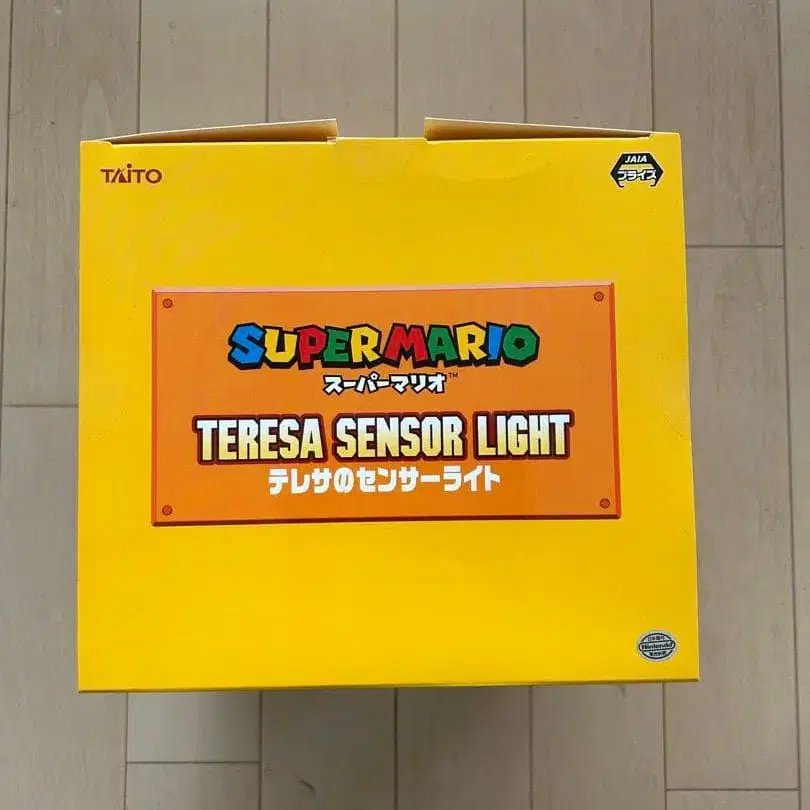 TAITO
JAIA
プライズ
SUPER MARIO
スーパーマリオ™
TERESA SENSOR LIGHT
テレサのセンサーライト
Nintendo